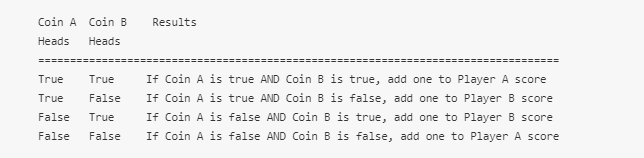 Coin A Coin B Results
Heads Heads
================================================================================
True True If Coin A is true AND Coin B is true, add one to Player A score
True False If Coin A is true AND Coin B is false, add one to Player B score
False True If Coin A is false AND Coin B is true, add one to Player B score
False False If Coin A is false AND Coin B is false, add one to Player A score